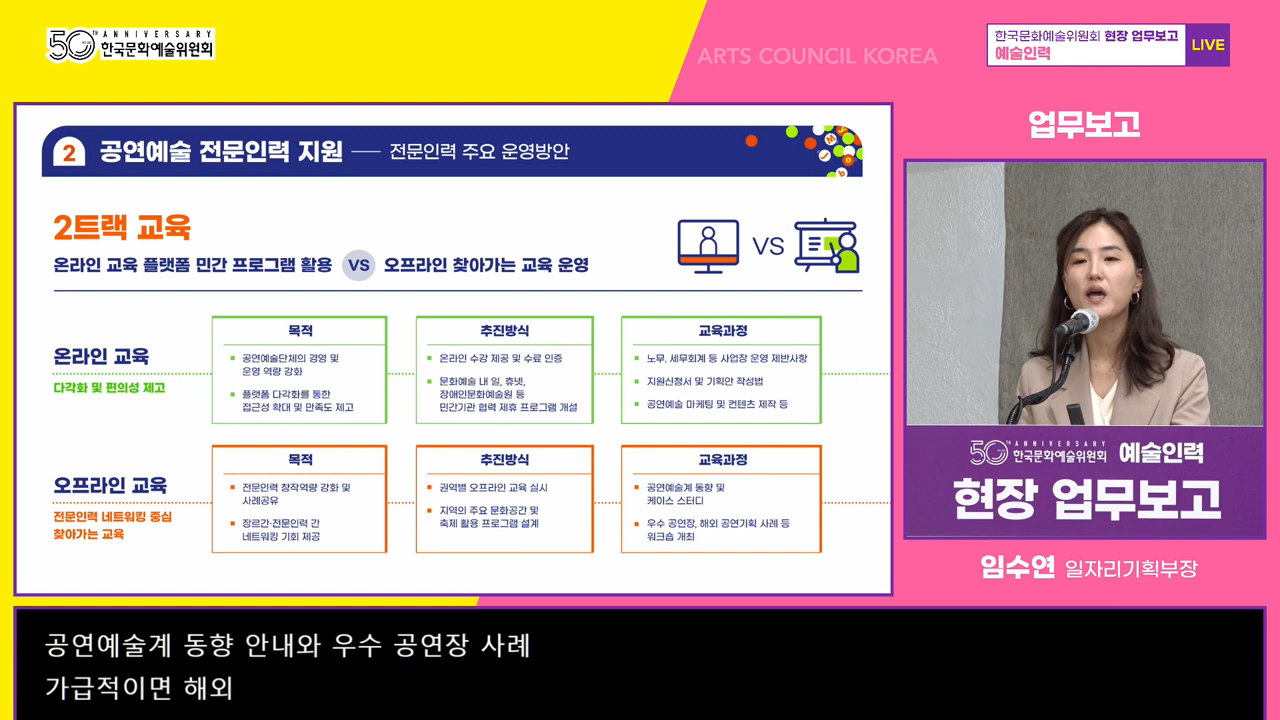 50TH ANNIVERSARY
한국문화예술위원회
ARTS COUNCIL KOREA
한국문화예술위원회 현장 업무보고
예술인력
LIVE
2 공연예술 전문인력 지원 — 전문인력 주요 운영방안
2트랙 교육
온라인 교육 플랫폼 민간 프로그램 활용 VS 오프라인 찾아가는 교육 운영
VS
온라인 교육
다각화 및 편의성 제고
목적
공연예술단체의 경영 및
운영 역량 강화
플랫폼 다각화를 통한
접근성 확대 및 만족도 제고
추진방식
온라인 수강 제공 및 수료 인증
문화예술 내 일, 휴넷,
장애인문화예술원 등
민간기관 협력 제휴 프로그램 개설
교육과정
노무, 세무회계 등 사업장 운영 제반사항
지원신청서 및 기획안 작성법
공연예술 마케팅 및 컨텐츠 제작 등
오프라인 교육
전문인력 네트워킹 중심
찾아가는 교육
목적
전문인력 창작역량 강화 및
사례공유
장르간·전문인력 간
네트워킹 기회 제공
추진방식
권역별 오프라인 교육 실시
지역의 주요 문화공간 및
축제 활용 프로그램 설계
교육과정
공연예술계 동향 및
케이스 스터디
우수 공연장, 해외 공연기획 사례 등
워크숍 개최
업무보고
50TH ANNIVERSARY
한국문화예술위원회 예술인력
현장 업무보고
임수연 일자리기획부장
공연예술계 동향 안내와 우수 공연장 사례
가급적이면 해외